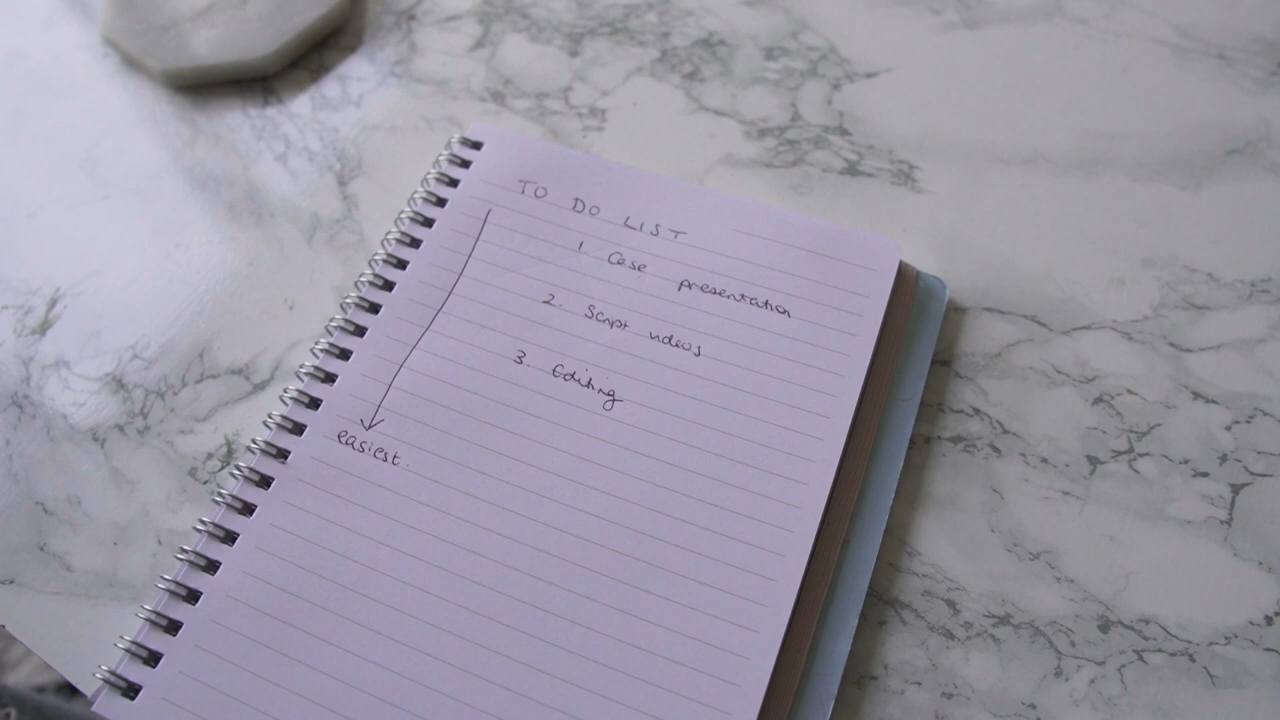 TO DO LIST
1. Case presentation
2. Script videos
3. Editing
easiest.